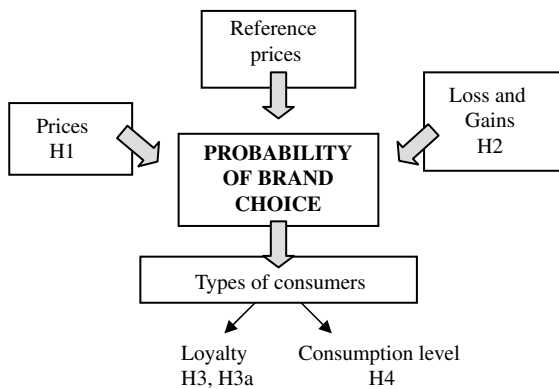 Reference
prices
Prices
H1
Loss and
Gains
H2
PROBABILITY
OF BRAND
CHOICE
Types of consumers
Loyalty
H3, H3a
Consumption level
H4